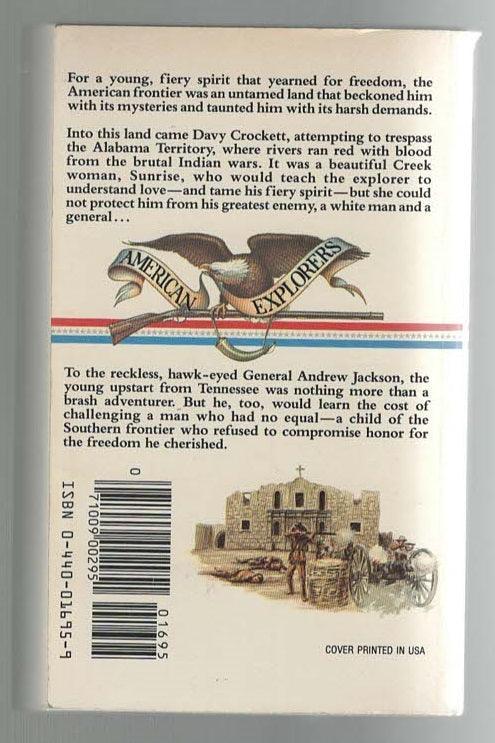 For a young, fiery spirit that yearned for freedom, the
American frontier was an untamed land that beckoned him
with its mysteries and taunted him with its harsh demands.
Into this land came Davy Crockett, attempting to trespass
the Alabama Territory, where rivers ran red with blood
from the brutal Indian wars. It was a beautiful Creek
woman, Sunrise, who would teach the explorer to
understand love—and tame his fiery spirit—but she could
not protect him from his greatest enemy, a white man and a
general...
AMERICAN EXPLORERS
To the reckless, hawk-eyed General Andrew Jackson, the
young upstart from Tennessee was nothing more than a
brash adventurer. But he, too, would learn the cost of
challenging a man who had no equal—a child of the
Southern frontier who refused to compromise honor for
the freedom he cherished.
ISBN 0-440-01695-9
0
71009 00295
01695
COVER PRINTED IN USA